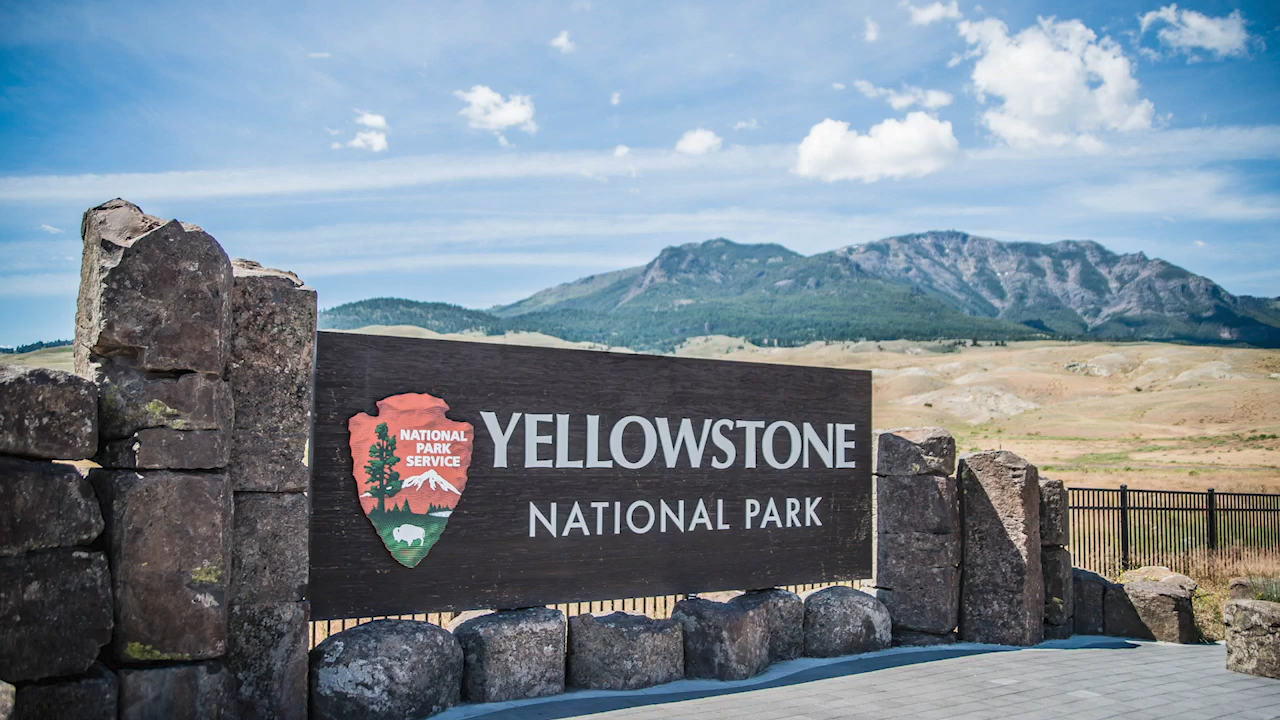 NATIONAL
PARK
SERVICE
YELLOWSTONE
NATIONAL PARK